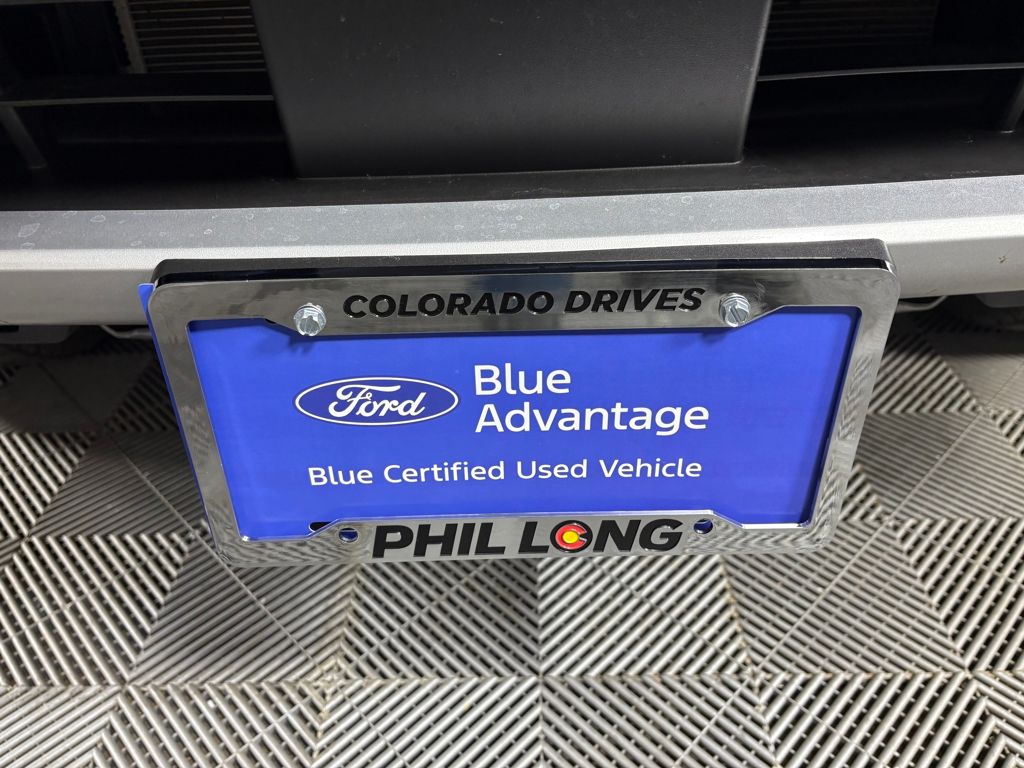 COLORADO DRIVES
Ford
Blue
Advantage
Blue Certified Used Vehicle
PHIL LONG